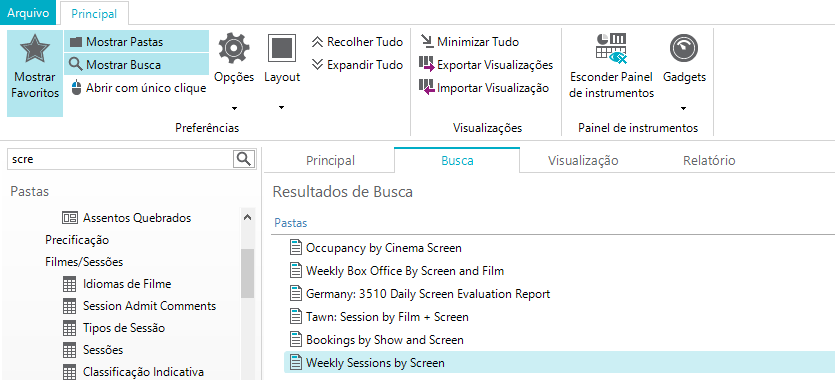 Arquivo
Principal
Mostrar
Favoritos
Mostrar Pastas
Mostrar Busca
Abrir com único clique
Opções
Layout
Recolher Tudo
Expandir Tudo
Preferências
Minimizar Tudo
Exportar Visualizações
Importar Visualização
Visualizações
Esconder Painel
de instrumentos
Gadgets
Painel de instrumentos
scre
Pastas
Assentos Quebrados
Precificação
Filmes/Sessões
Idiomas de Filme
Session Admit Comments
Tipos de Sessão
Sessões
Classificação Indicativa
Principal
Busca
Visualização
Relatório
Resultados de Busca
Pastas
Occupancy by Cinema Screen
Weekly Box Office By Screen and Film
Germany: 3510 Daily Screen Evaluation Report
Tawn: Session by Film + Screen
Bookings by Show and Screen
Weekly Sessions by Screen